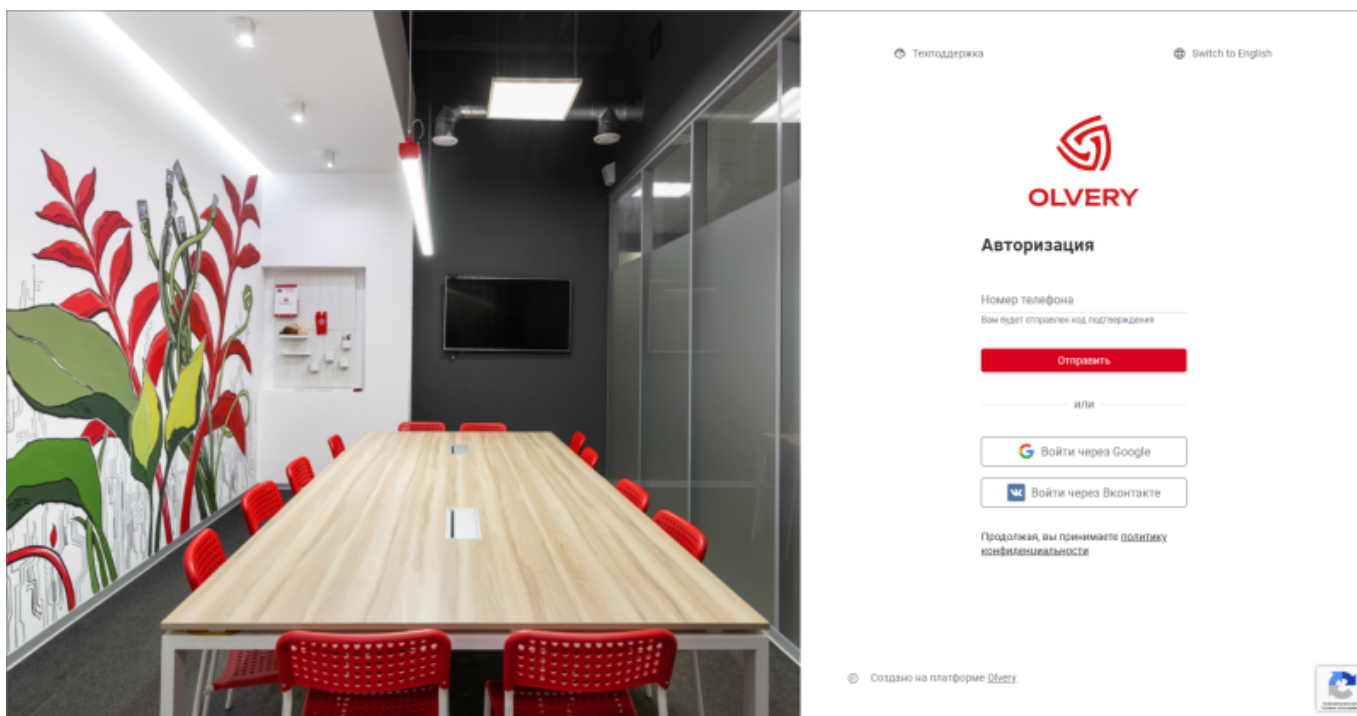 Техподдержка
Switch to English
OLVERY
Авторизация
Номер телефона
Вам будет отправлен код подтверждения
Отправить
или
Войти через Google
Войти через Вконтакте
Продолжая, вы принимаете политику
конфиденциальности
© Создано на платформе Olvery